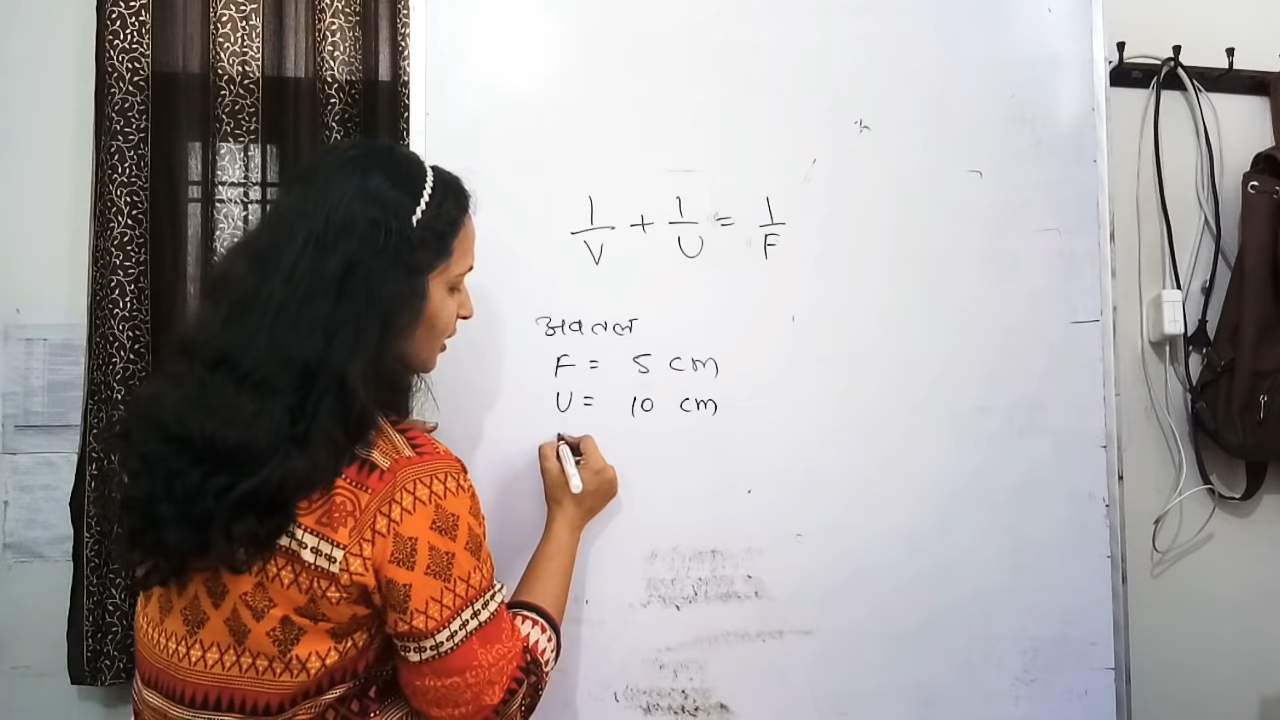 1/V + 1/U = 1/F
अवतल
F = 5 cm
U = 10 cm